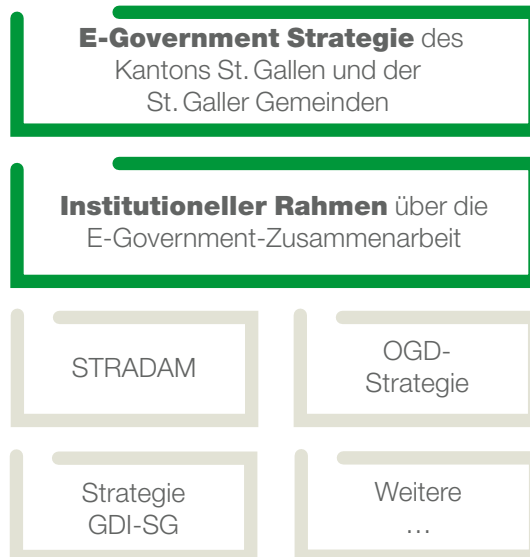 E-Government Strategie des
Kantons St. Gallen und der
St. Galler Gemeinden
Institutioneller Rahmen über die
E-Government-Zusammenarbeit
STRADAM
OGD-
Strategie
Strategie
GDI-SG
Weitere
…